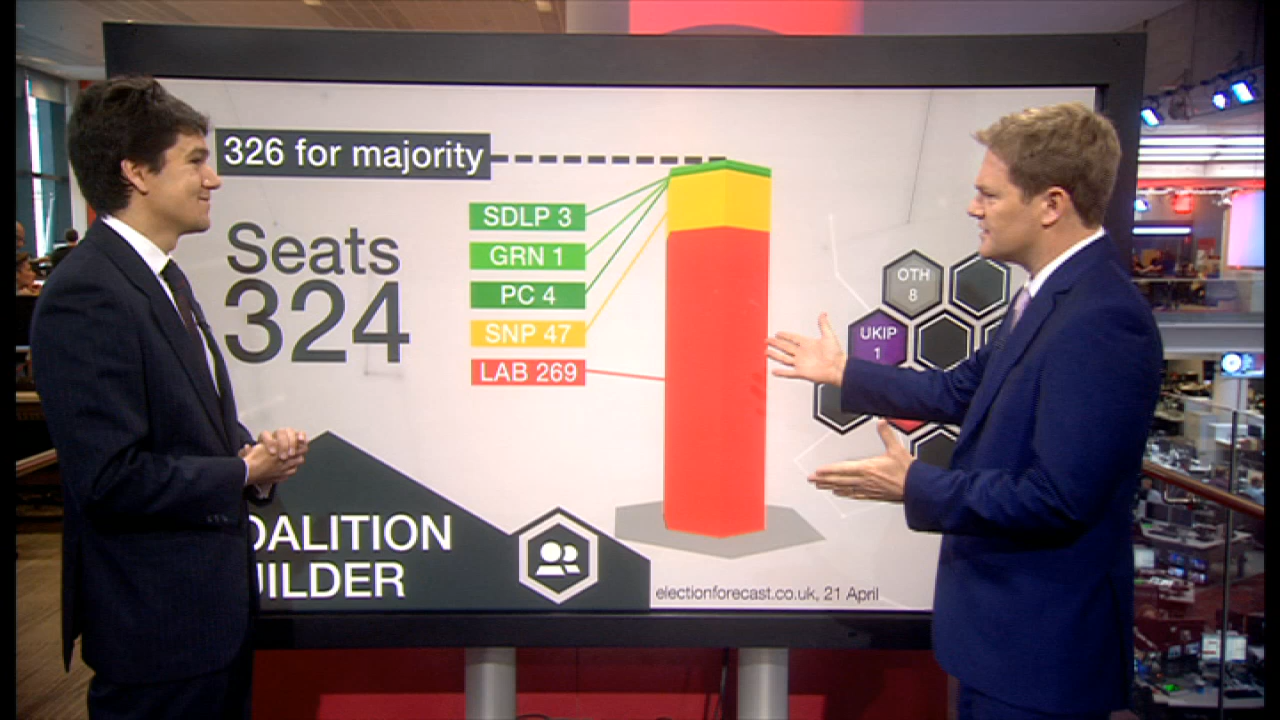 326 for majority
Seats
324
SDLP 3
GRN 1
PC 4
SNP 47
LAB 269
OTH
8
UKIP
1
OALITION
UILDER
electionforecast.co.uk, 21 April